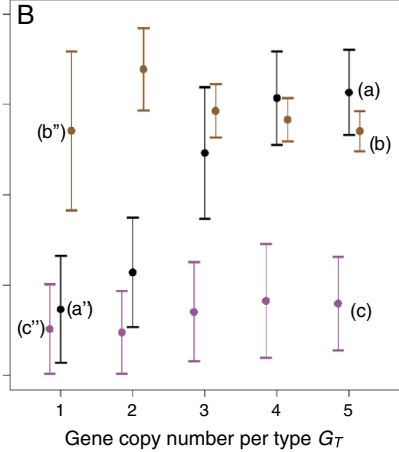 B
(a)
(b")
(b)
(a')
(c")
(c)
1 2 3 4 5
Gene copy number per type G_T